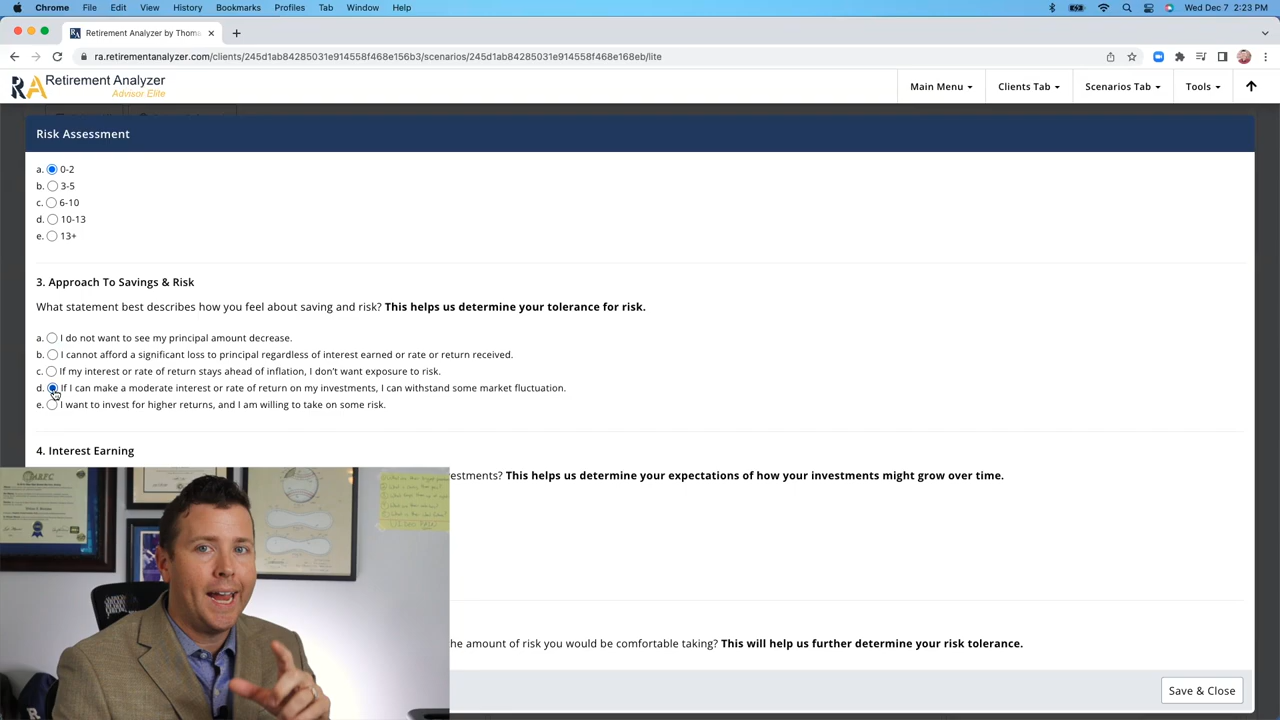 Chrome File Edit View History Bookmarks Profiles Tab Window Help
Wed Dec 7 2:23 PM
Retirement Analyzer by Thoma
ra.retirementanalyzer.com/clients/245d1ab84285031e914558f468e156b3/scenarios/245d1ab84285031e914558f468e168eb/lite
RA Retirement Analyzer
Advisor Elite
Main Menu Clients Tab Scenarios Tab Tools
Risk Assessment
a. 0-2
b. 3-5
c. 6-10
d. 10-13
e. 13+
3. Approach To Savings & Risk
What statement best describes how you feel about saving and risk? This helps us determine your tolerance for risk.
a. I do not want to see my principal amount decrease.
b. I cannot afford a significant loss to principal regardless of interest earned or rate or return received.
c. If my interest or rate of return stays ahead of inflation, I don't want exposure to risk.
d. If I can make a moderate interest or rate of return on my investments, I can withstand some market fluctuation.
e. I want to invest for higher returns, and I am willing to take on some risk.
4. Interest Earning
estments? This helps us determine your expectations of how your investments might grow over time.
he amount of risk you would be comfortable taking? This will help us further determine your risk tolerance.
Save & Close